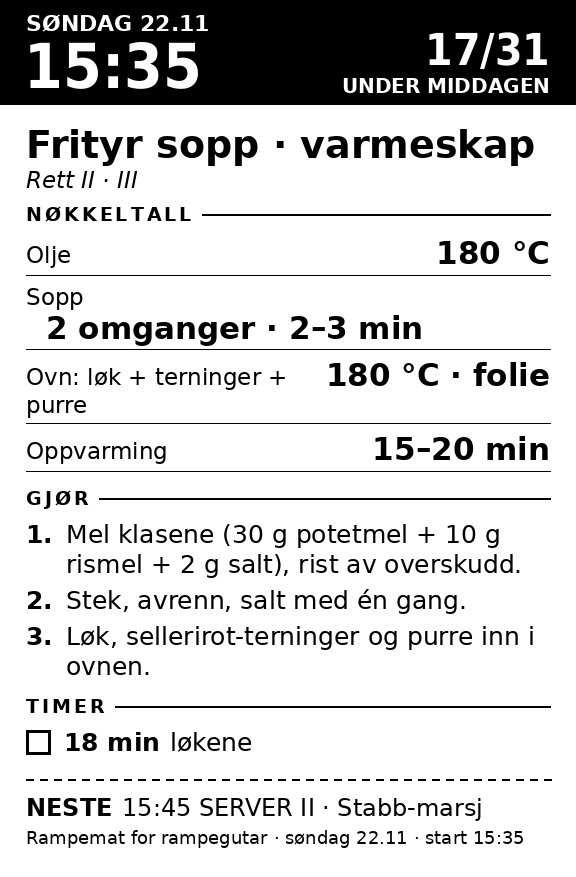 SØNDAG 22.11
15:35
17/31
UNDER MIDDAGEN
Frityr sopp · varmeskap
Rett II · III
NØKKELTALL
Olje 180 °C
Sopp
2 omganger · 2–3 min
Ovn: løk + terninger + 180 °C · folie
purre
Oppvarming 15–20 min
GJØR
1. Mel klasene (30 g potetmel + 10 g
rismel + 2 g salt), rist av overskudd.
2. Stek, avrenn, salt med én gang.
3. Løk, sellerirot-terninger og purre inn i
ovnen.
TIMER
18 min løkene
NESTE 15:45 SERVER II · Stabb-marsj
Rampemat for rampegutar · søndag 22.11 · start 15:35